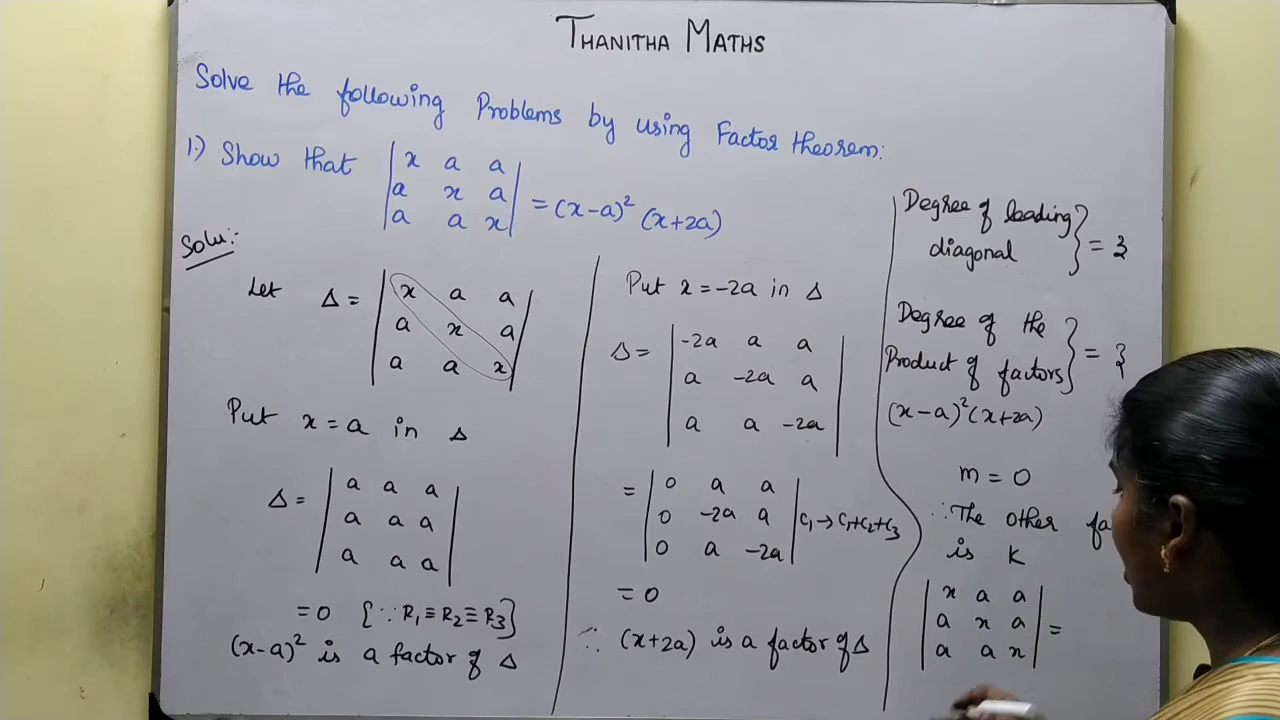 THANITHA MATHS
Solve the following Problems by using Factor theorem:
1.) Show that | x a a |
| a x a |
| a a x | = (x-a)² (x+2a)
Solu:-
Let Δ = | x a a |
| a x a |
| a a x |
Put x = a in Δ
Δ = | a a a |
| a a a |
| a a a |
= 0 {∵ R₁ ≡ R₂ ≡ R₃}
(x-a)² is a factor of Δ
Put x = -2a in Δ
Δ = | -2a a a |
| a -2a a |
| a a -2a |
= | 0 a a |
| 0 -2a a | C₁ → C₁+C₂+C₃
| 0 a -2a |
= 0
∴ (x+2a) is a factor of Δ
Degree of leading
diagonal } = 3
Degree of the
Product of factors } = 3
(x-a)²(x+2a)
m = 0
∴ The other
is K
| x a a |
| a x a | =
| a a x |